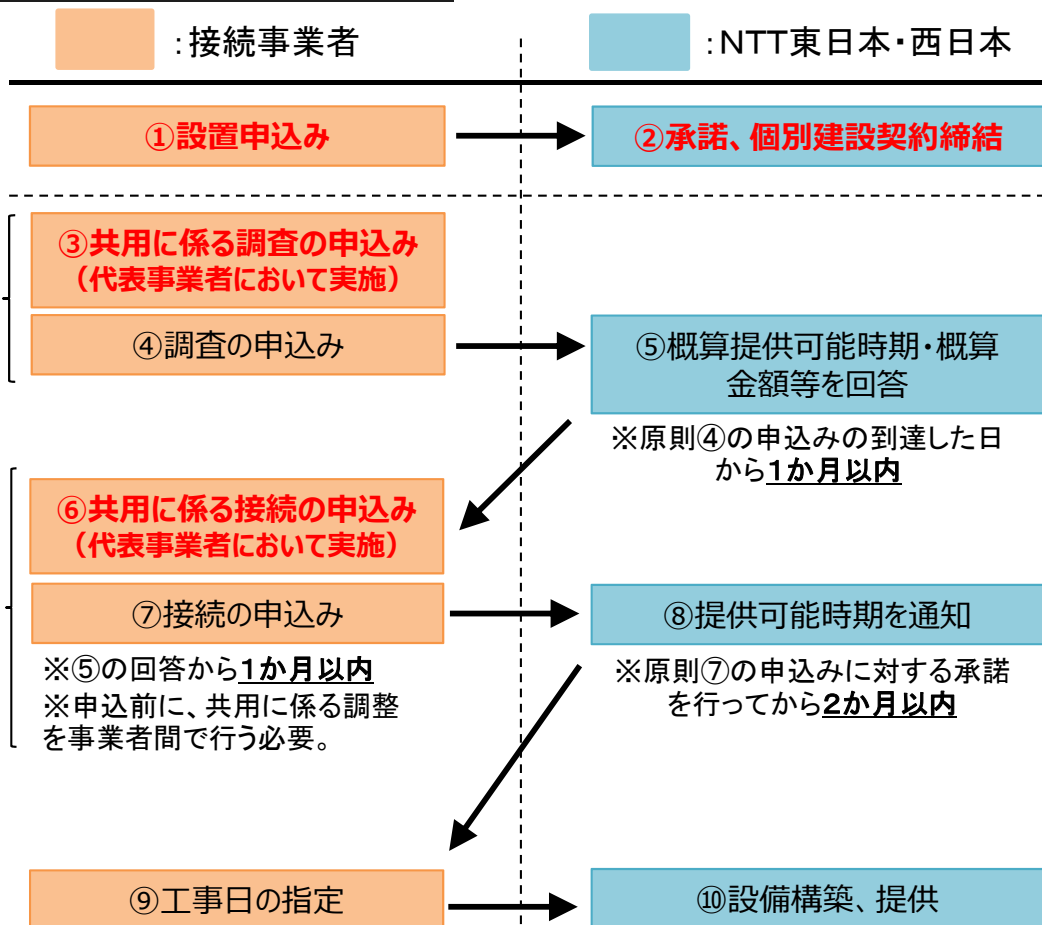 ：接続事業者
：NTT東日本・西日本
①設置申込み
②承諾、個別建設契約締結
③共用に係る調査の申込み
（代表事業者において実施）
④調査の申込み
⑤概算提供可能時期・概算
金額等を回答
※原則④の申込みの到達した日
から1か月以内
⑥共用に係る接続の申込み
（代表事業者において実施）
⑦接続の申込み
⑧提供可能時期を通知
※⑤の回答から1か月以内
※申込前に、共用に係る調整
を事業者間で行う必要。
※原則⑦の申込みに対する承諾
を行ってから2か月以内
⑨工事日の指定
⑩設備構築、提供